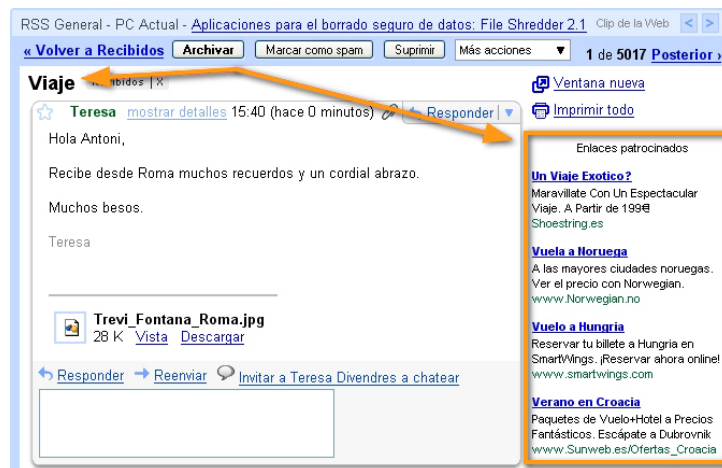 RSS General - PC Actual - Aplicaciones para el borrado seguro de datos: File Shredder 2.1 Clip de la Web < >
« Volver a Recibidos Archivar Marcar como spam Suprimir Más acciones ▼ 1 de 5017 Posterior ›
Viaje Recibidos | X
Ventana nueva
Teresa mostrar detalles 15:40 (hace 0 minutos) Responder
Imprimir todo
Hola Antoni,
Recibe desde Roma muchos recuerdos y un cordial abrazo.
Muchos besos.
Teresa
Trevi_Fontana_Roma.jpg
28 K Vista Descargar
Responder Reenviar Invitar a Teresa Divendres a chatear
Enlaces patrocinados
Un Viaje Exotico?
Maravillate Con Un Espectacular
Viaje. A Partir de 199€
Shoestring.es
Vuela a Noruega
A las mayores ciudades noruegas.
Ver el precio con Norwegian.
www.Norwegian.no
Vuelo a Hungria
Reservar tu billete a Hungria en
SmartWings. ¡Reservar ahora online!
www.smartwings.com
Verano en Croacia
Paquetes de Vuelo+Hotel a Precios
Fantásticos. Escápate a Dubrovnik
www.Sunweb.es/Ofertas_Croacia